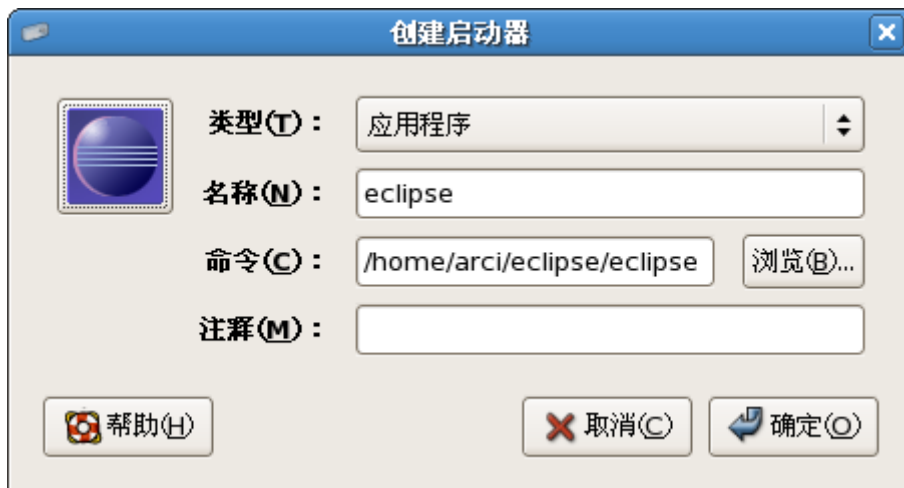 创建启动器
类型(T)： 应用程序
名称(N)： eclipse
命令(C)： /home/arci/eclipse/eclipse 浏览(B)...
注释(M)：
帮助(H) 取消(C) 确定(O)